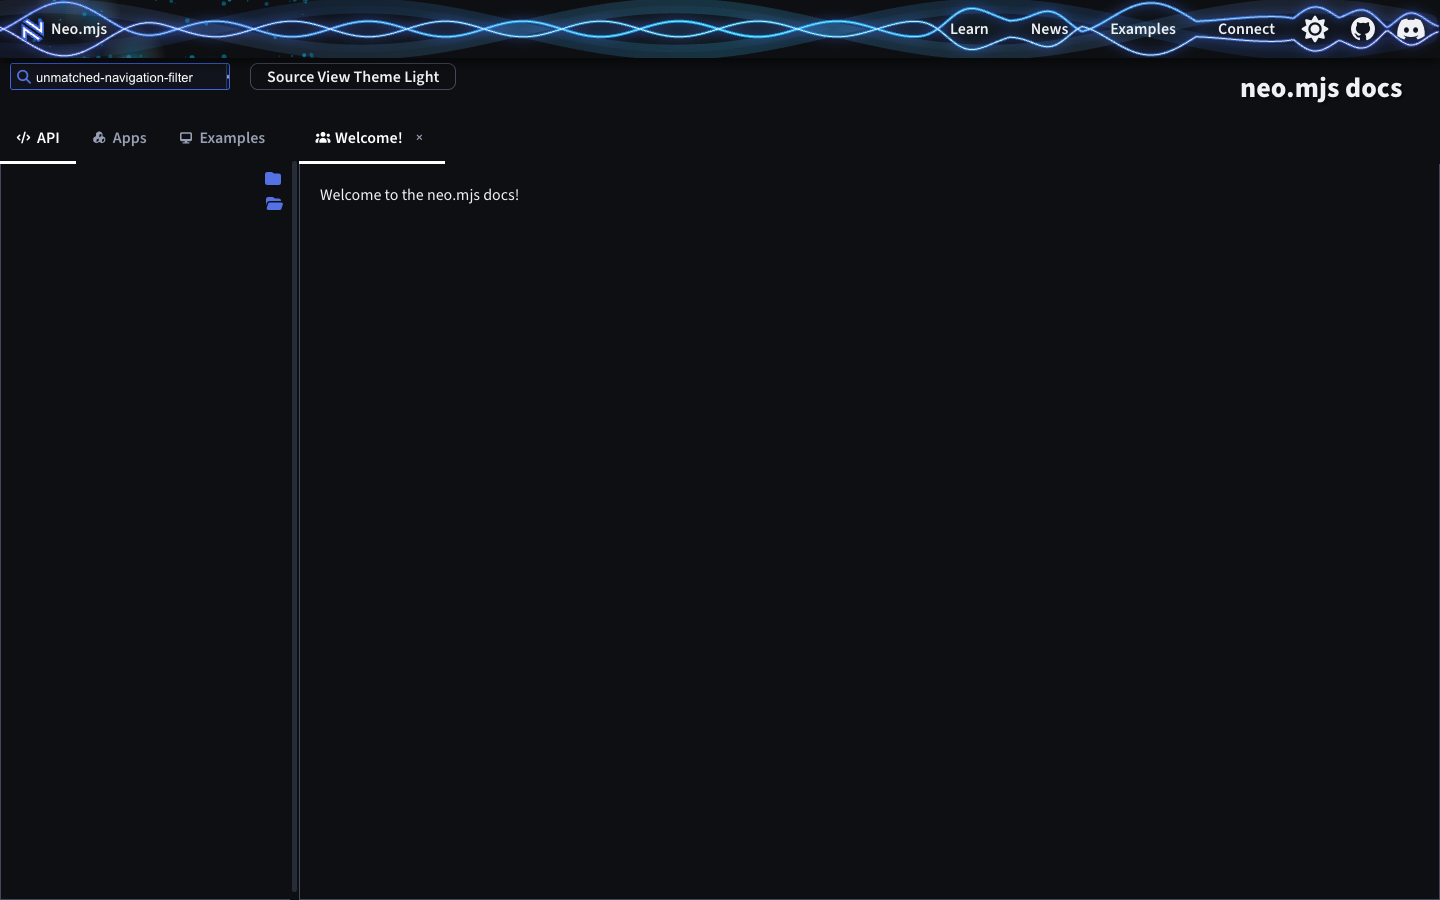 Neo.mjs Learn News Examples Connect
unmatched-navigation-filter Source View Theme Light
neo.mjs docs
API Apps Examples Welcome! ×
Welcome to the neo.mjs docs!